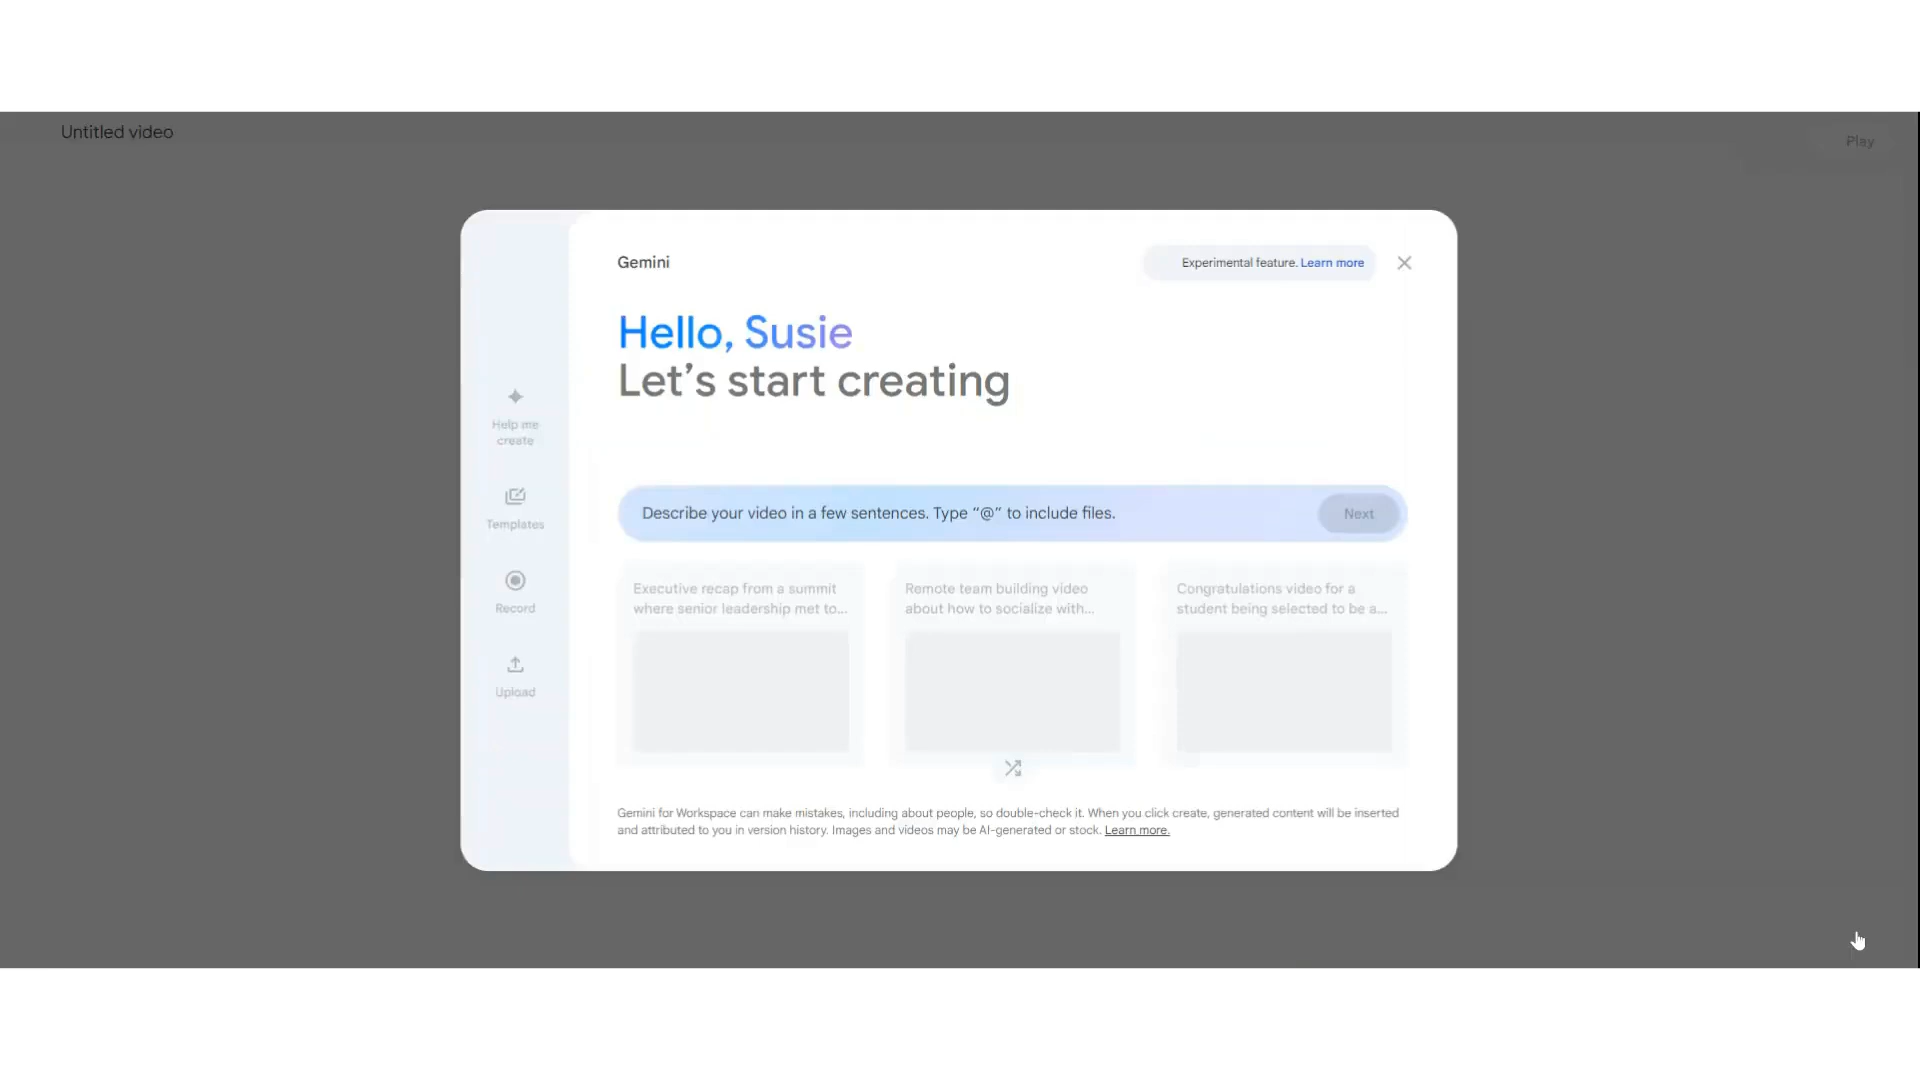 Untitled video
Play
Gemini
Experimental feature. Learn more
Hello, Susie
Let’s start creating
Help me
create
Templates
Record
Upload
Describe your video in a few sentences. Type “@” to include files.
Next
Executive recap from a summit
where senior leadership met to...
Remote team building video
about how to socialize with...
Congratulations video for a
student being selected to be a...
Gemini for Workspace can make mistakes, including about people, so double-check it. When you click create, generated content will be inserted
and attributed to you in version history. Images and videos may be AI-generated or stock. Learn more.